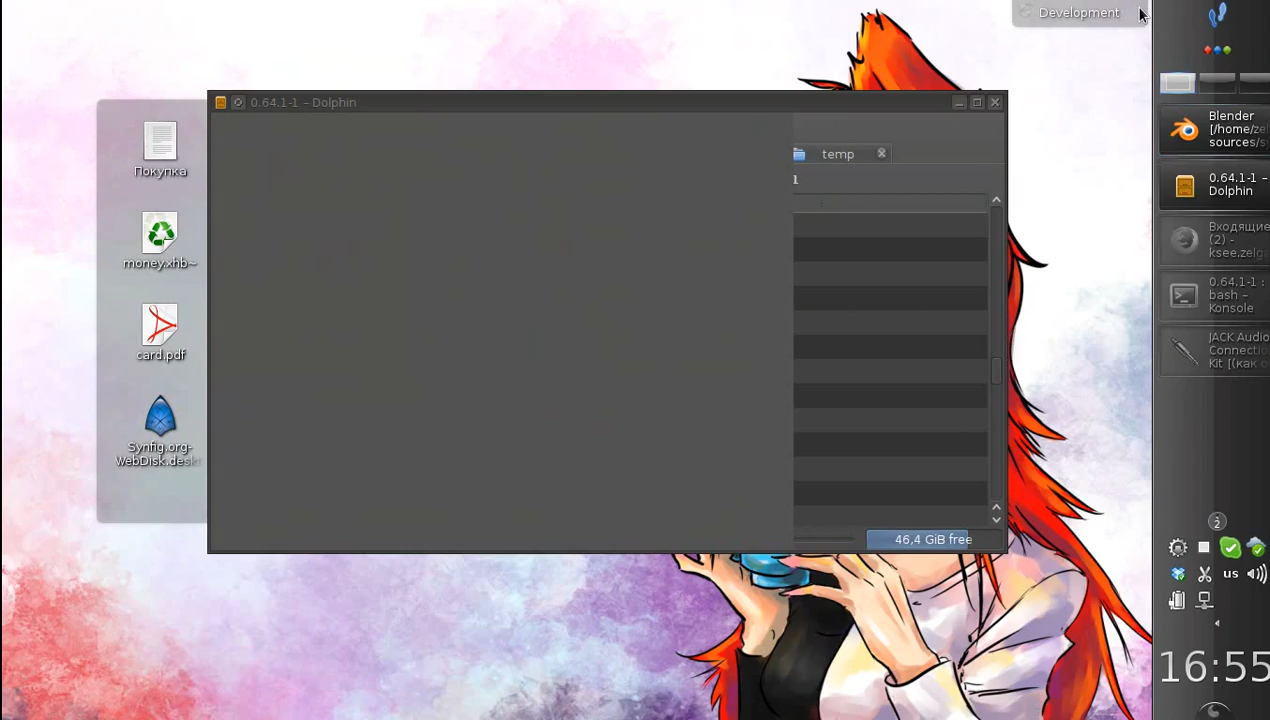 Development
0.64.1-1 – Dolphin
temp
46,4 GiB free
Покупка
money.xhb~
card.pdf
Synfig.org-
WebDisk.desk
Blender
[/home/ze
sources/s
0.64.1-1 –
Dolphin
Входящие
(2) -
ksee.zelg
0.64.1-1 :
bash –
Konsole
JACK Audio
Connectio
Kit [(как
2
us
16:55